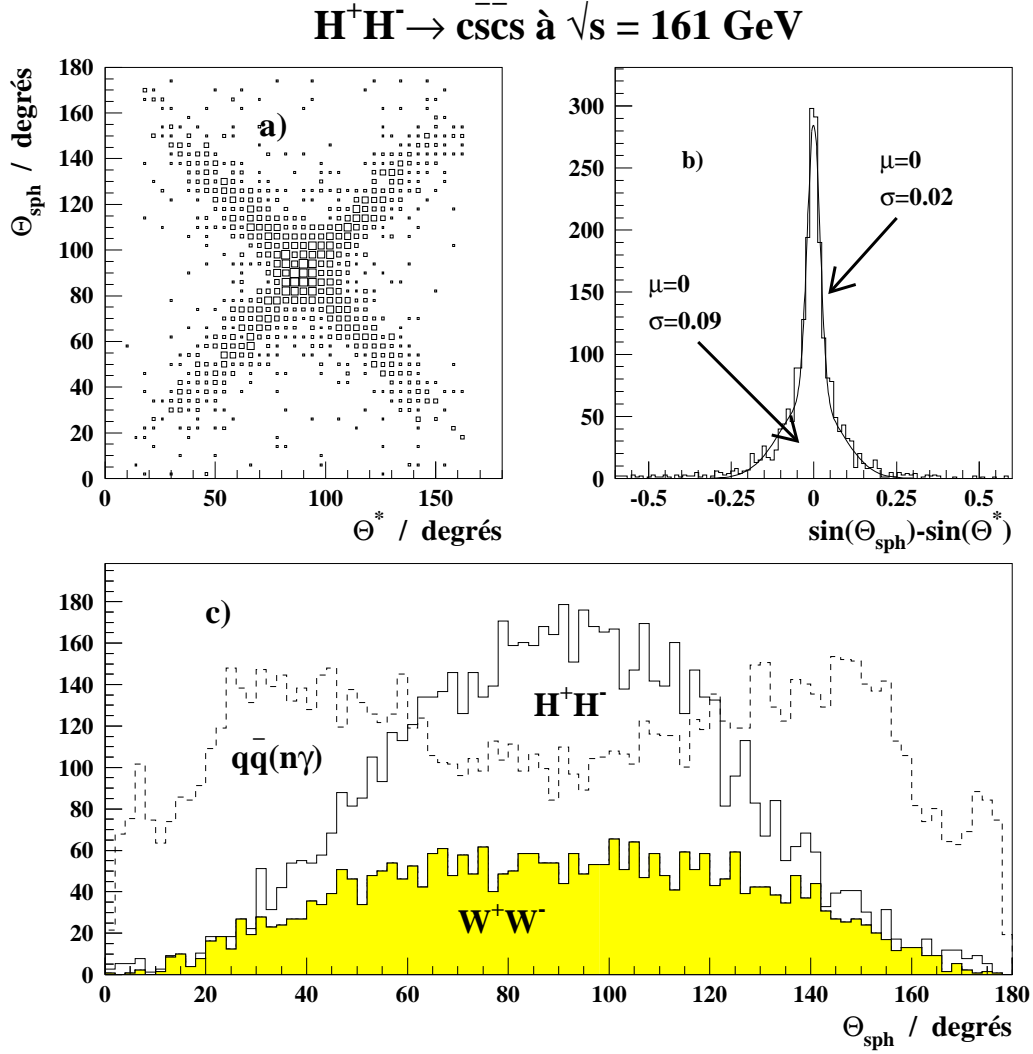 H⁺H⁻ → cs̄c̄s à √s = 161 GeV
Θsph / degrés
180
160
140
120
100
80
60
40
20
0
a)
0 50 100 150
Θ* / degrés
300
250
200
150
100
50
0
b)
μ=0
σ=0.02
μ=0
σ=0.09
-0.5 -0.25 0 0.25 0.5
sin(Θsph)-sin(Θ*)
180
160
140
120
100
80
60
40
20
0
c)
H⁺H⁻
qq̄(nγ)
W⁺W⁻
0 20 40 60 80 100 120 140 160 180
Θsph / degrés